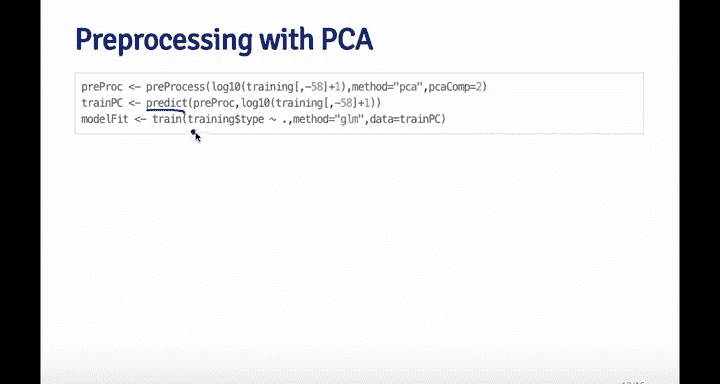 Preprocessing with PCA
preProc <- preProcess(log10(training[,-58]+1),method="pca",pcaComp=2)
trainPC <- predict(preProc,log10(training[,-58]+1))
modelFit <- train(training$type ~ .,method="glm",data=trainPC)